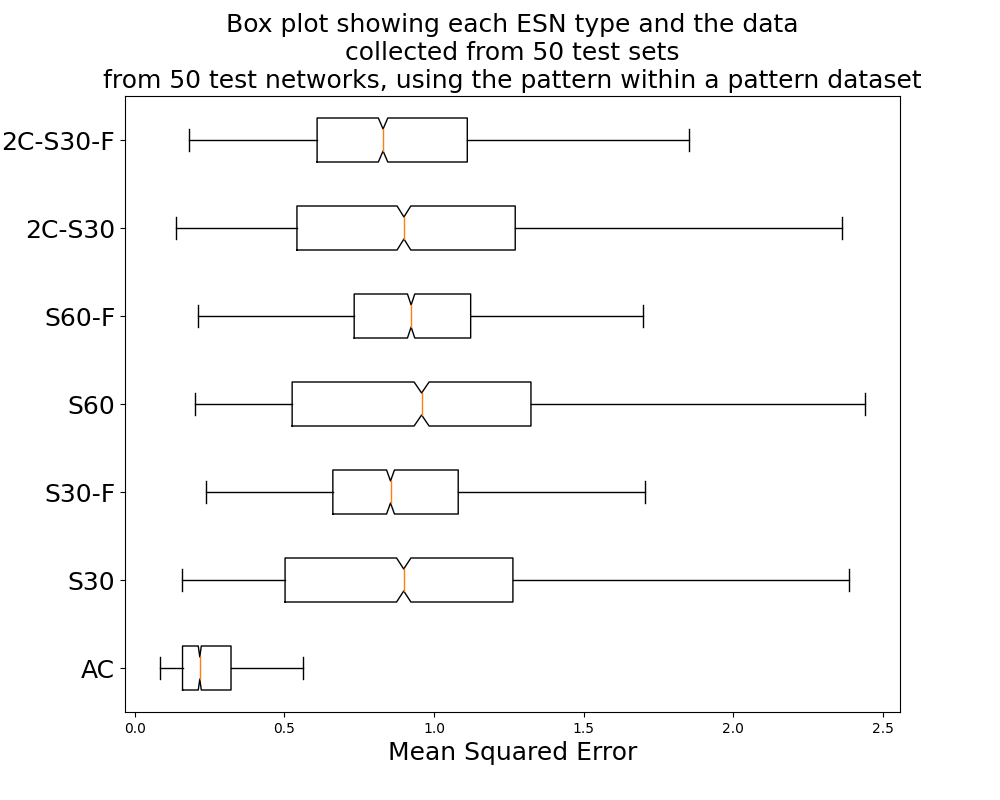 Box plot showing each ESN type and the data
collected from 50 test sets
from 50 test networks, using the pattern within a pattern dataset
2C-S30-F
2C-S30
S60-F
S60
S30-F
S30
AC
0.0 0.5 1.0 1.5 2.0 2.5
Mean Squared Error